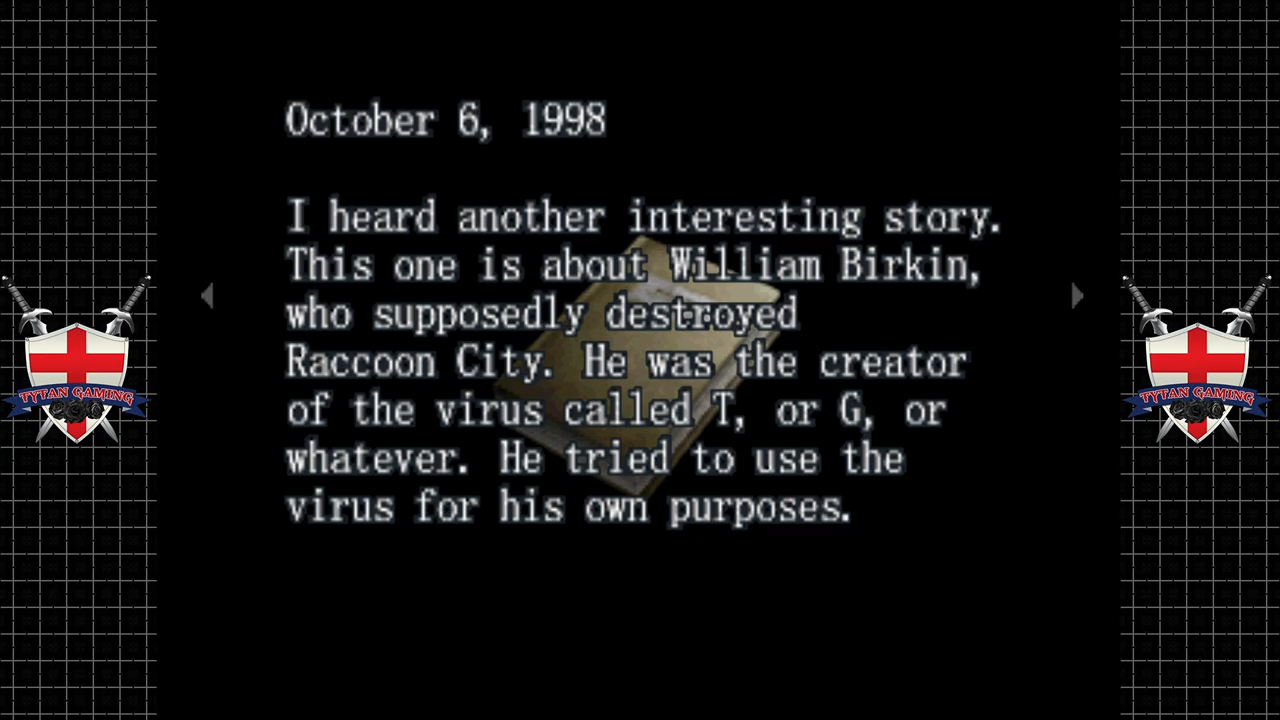 October 6, 1998
I heard another interesting story.
This one is about William Birkin,
who supposedly destroyed
Raccoon City. He was the creator
of the virus called T, or G, or
whatever. He tried to use the
virus for his own purposes.
TYTAN GAMING
TYTAN GAMING